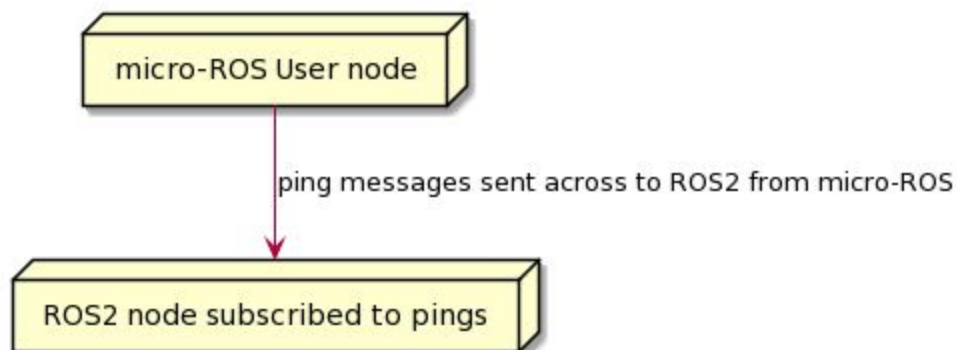 micro-ROS User node
ping messages sent across to ROS2 from micro-ROS
ROS2 node subscribed to pings